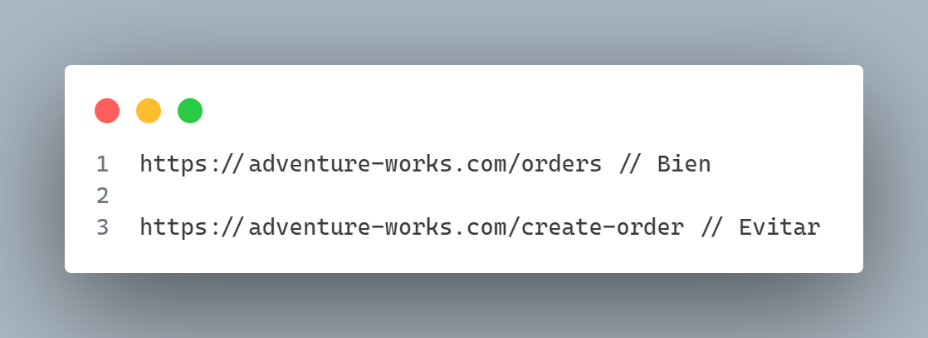 1 https://adventure-works.com/orders // Bien
2
3 https://adventure-works.com/create-order // Evitar